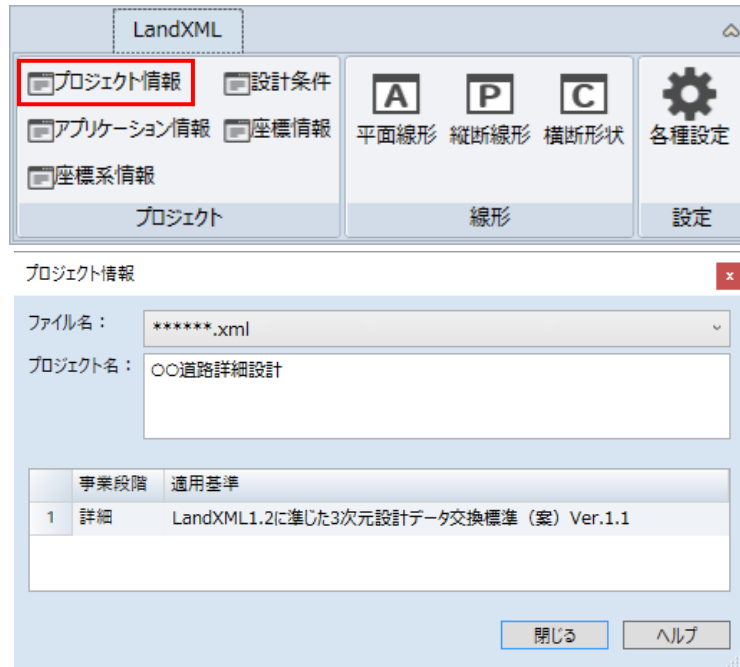 LandXML
プロジェクト情報 設計条件
アプリケーション情報 座標情報
座標系情報
プロジェクト
A P C
平面線形 縦断線形 横断形状
線形
各種設定
設定
プロジェクト情報
x
ファイル名： ******.xml
プロジェクト名： 〇〇道路詳細設計
事業段階 適用基準
1 詳細 LandXML1.2に準じた3次元設計データ交換標準（案）Ver.1.1
閉じる ヘルプ